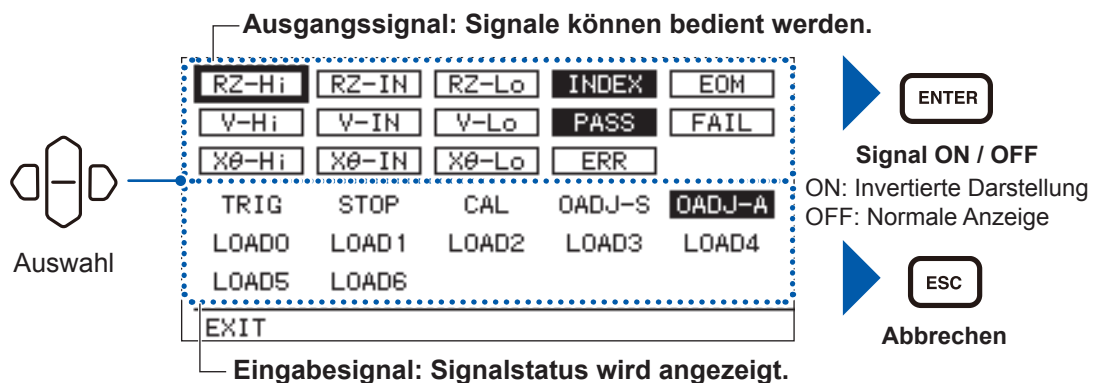 Ausgangssignal: Signale können bedient werden.
RZ-Hi RZ-IN RZ-Lo INDEX EOM
V-Hi V-IN V-Lo PASS FAIL
Xθ-Hi Xθ-IN Xθ-Lo ERR
TRIG STOP CAL OADJ-S OADJ-A
LOAD0 LOAD1 LOAD2 LOAD3 LOAD4
LOAD5 LOAD6
EXIT
Eingabesignal: Signalstatus wird angezeigt.
Auswahl
ENTER
Signal ON / OFF
ON: Invertierte Darstellung
OFF: Normale Anzeige
ESC
Abbrechen